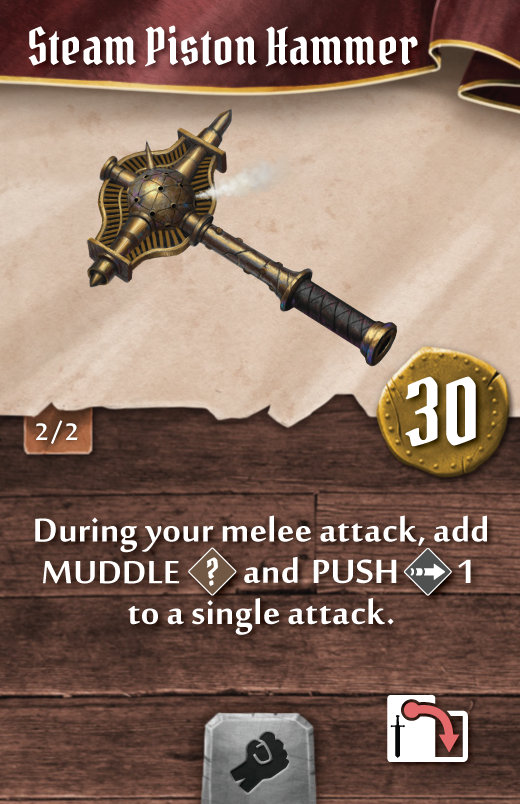 Steam Piston Hammer
30
2/2
During your melee attack, add
MUDDLE ? and PUSH 1
to a single attack.